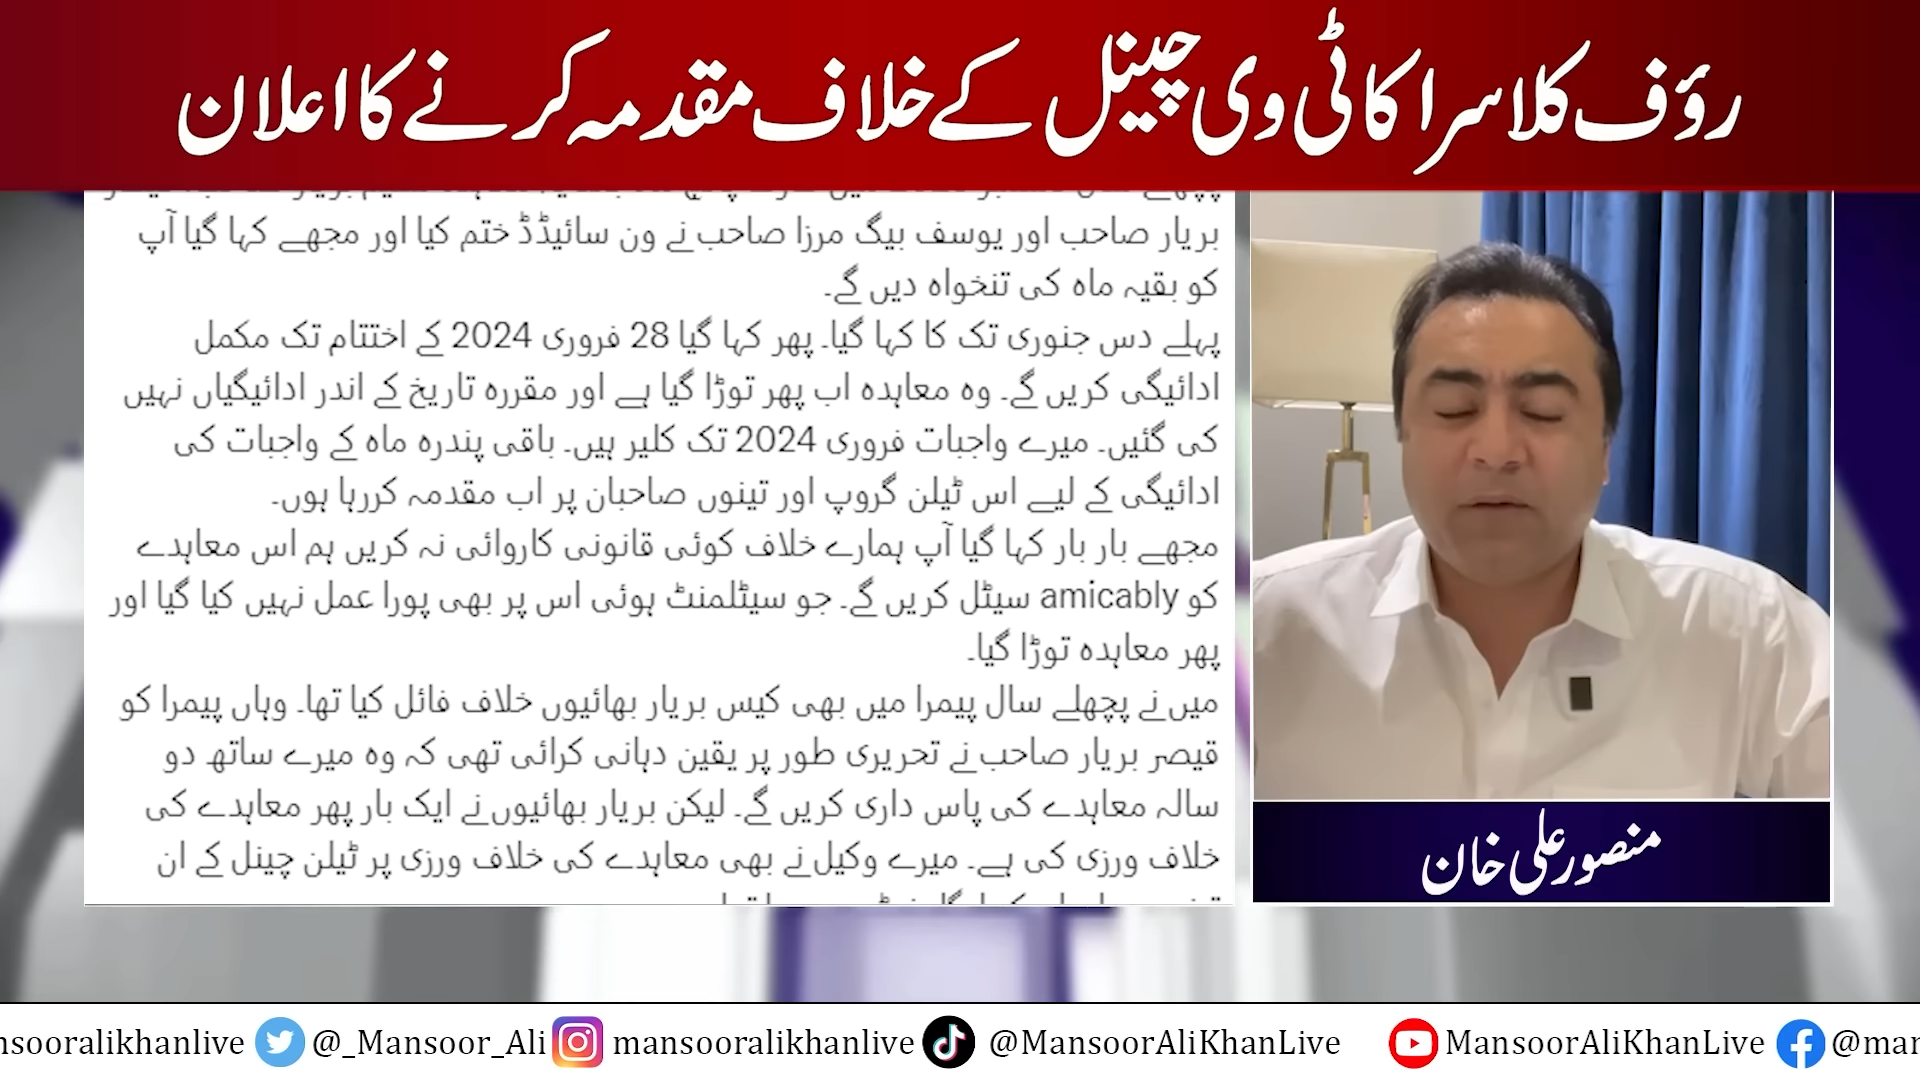 رؤف کلاسرا کا ٹی وی چینل کے خلاف مقدمہ کرنے کا اعلان
بریار صاحب اور یوسف بیگ مرزا صاحب نے ون سائیڈڈ ختم کیا اور مجھے کہا گیا آپ
کو بقیہ ماہ کی تنخواہ دیں گے۔
پہلے دس جنوری تک کا کہا گیا۔ پھر کہا گیا 28 فروری 2024 کے اختتام تک مکمل
ادائیگی کریں گے۔ وہ معاہدہ اب پھر توڑا گیا ہے اور مقررہ تاریخ کے اندر ادائیگیاں نہیں
کی گئیں۔ میرے واجبات فروری 2024 تک کلیر ہیں۔ باقی پندرہ ماہ کے واجبات کی
ادائیگی کے لیے اس ٹیلن گروپ اور تینوں صاحبان پر اب مقدمہ کررہا ہوں۔
مجھے بار بار کہا گیا آپ ہمارے خلاف کوئی قانونی کاروائی نہ کریں ہم اس معاہدے
کو amicably سیٹل کریں گے۔ جو سیٹلمنٹ ہوئی اس پر بھی پورا عمل نہیں کیا گیا اور
پھر معاہدہ توڑا گیا۔
میں نے پچھلے سال پیمرا میں بھی کیس بریار بھائیوں خلاف فائل کیا تھا۔ وہاں پیمرا کو
قیصر بریار صاحب نے تحریری طور پر یقین دہانی کرائی تھی کہ وہ میرے ساتھ دو
سالہ معاہدے کی پاس داری کریں گے۔ لیکن بریار بھائیوں نے ایک بار پھر معاہدے کی
خلاف ورزی کی ہے۔ میرے وکیل نے بھی معاہدے کی خلاف ورزی پر ٹیلن چینل کے ان
منصور علی خان
nsooralikhanlive @_Mansoor_Ali mansooralikhanlive @MansoorAliKhanLive MansoorAliKhanLive @mar